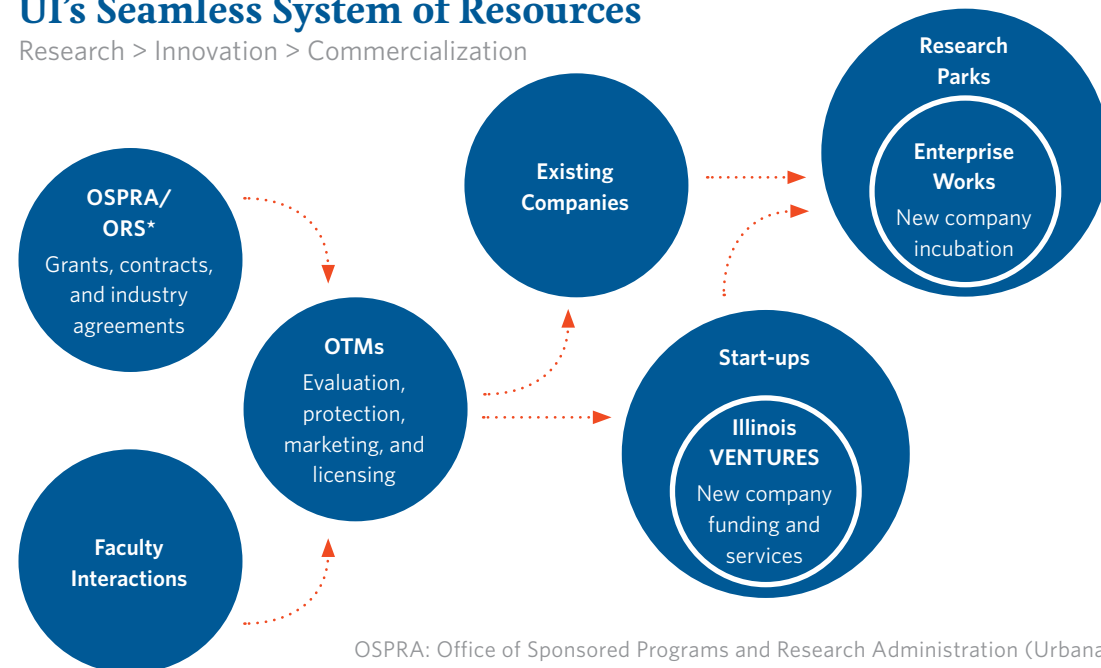 UI's Seamless System of Resources
Research > Innovation > Commercialization
OSPRA/
ORS*
Grants, contracts,
and industry
agreements
Faculty
Interactions
OTMs
Evaluation,
protection,
marketing, and
licensing
Existing
Companies
Start-ups
Illinois
VENTURES
New company
funding and
services
Research
Parks
Enterprise
Works
New company
incubation
OSPRA: Office of Sponsored Programs and Research Administration (Urbana